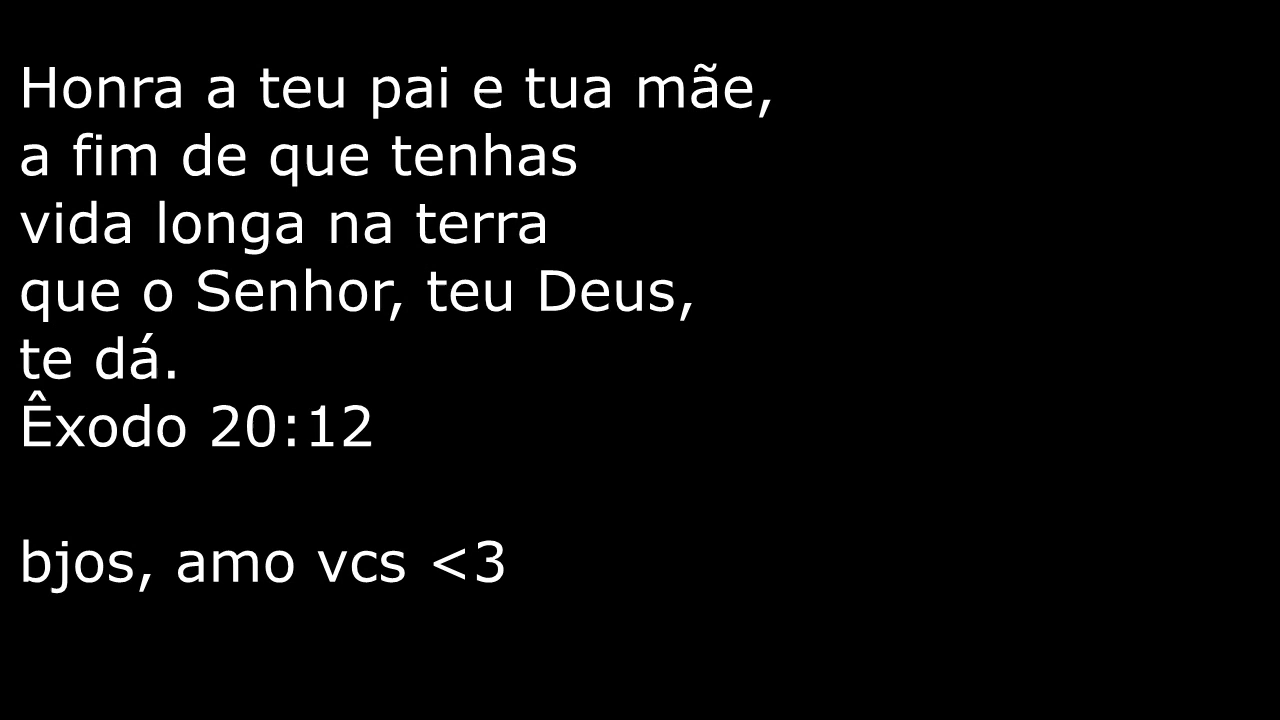 Honra a teu pai e tua mãe,
a fim de que tenhas
vida longa na terra
que o Senhor, teu Deus,
te dá.
Êxodo 20:12
bjos, amo vcs <3